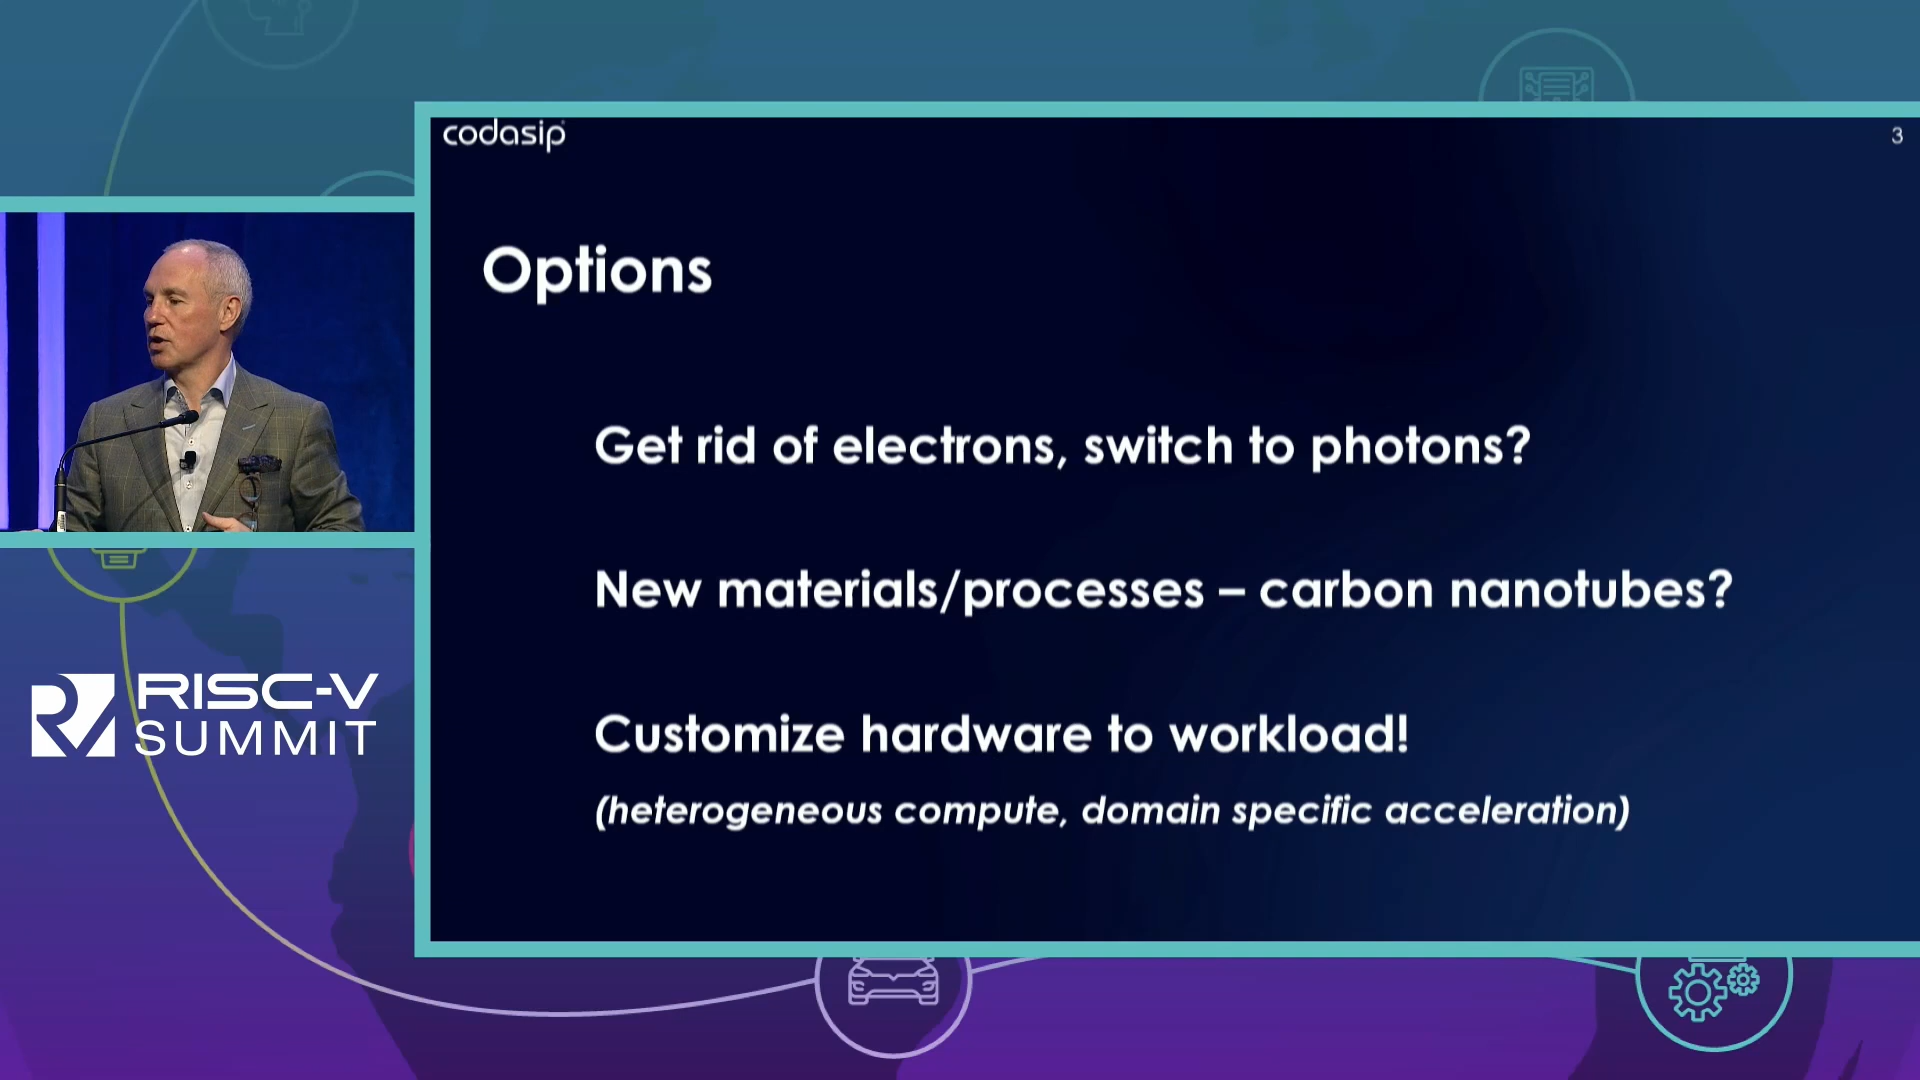 codasip
3
Options
Get rid of electrons, switch to photons?
New materials/processes – carbon nanotubes?
Customize hardware to workload!
(heterogeneous compute, domain specific acceleration)
RISC-V
SUMMIT